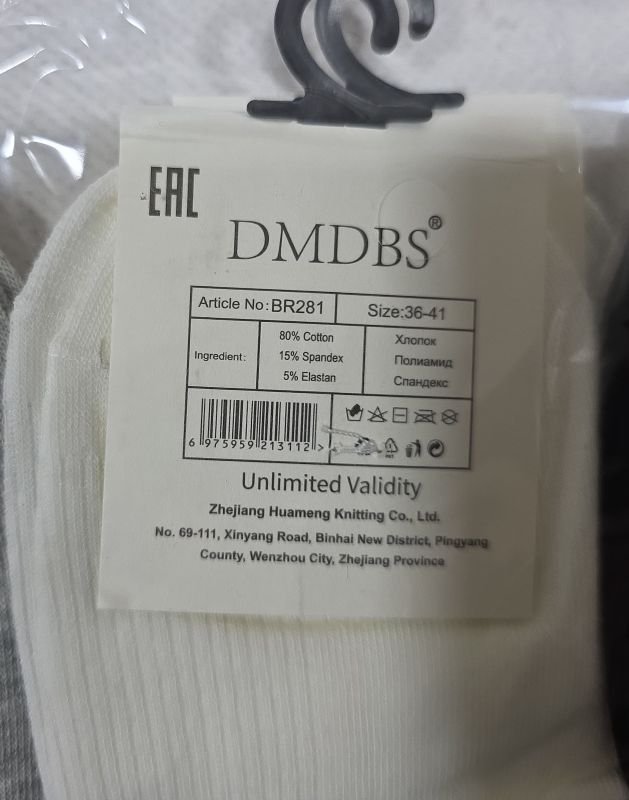 EAC
DMDBS®
Article No:BR281
Size:36-41
Ingredient:
80% Cotton
15% Spandex
5% Elastan
Хлопок
Полиамид
Спандекс
6 975959 213112 >
Unlimited Validity
Zhejiang Huameng Knitting Co., Ltd.
No. 69-111, Xinyang Road, Binhai New District, Pingyang
County, Wenzhou City, Zhejiang Province